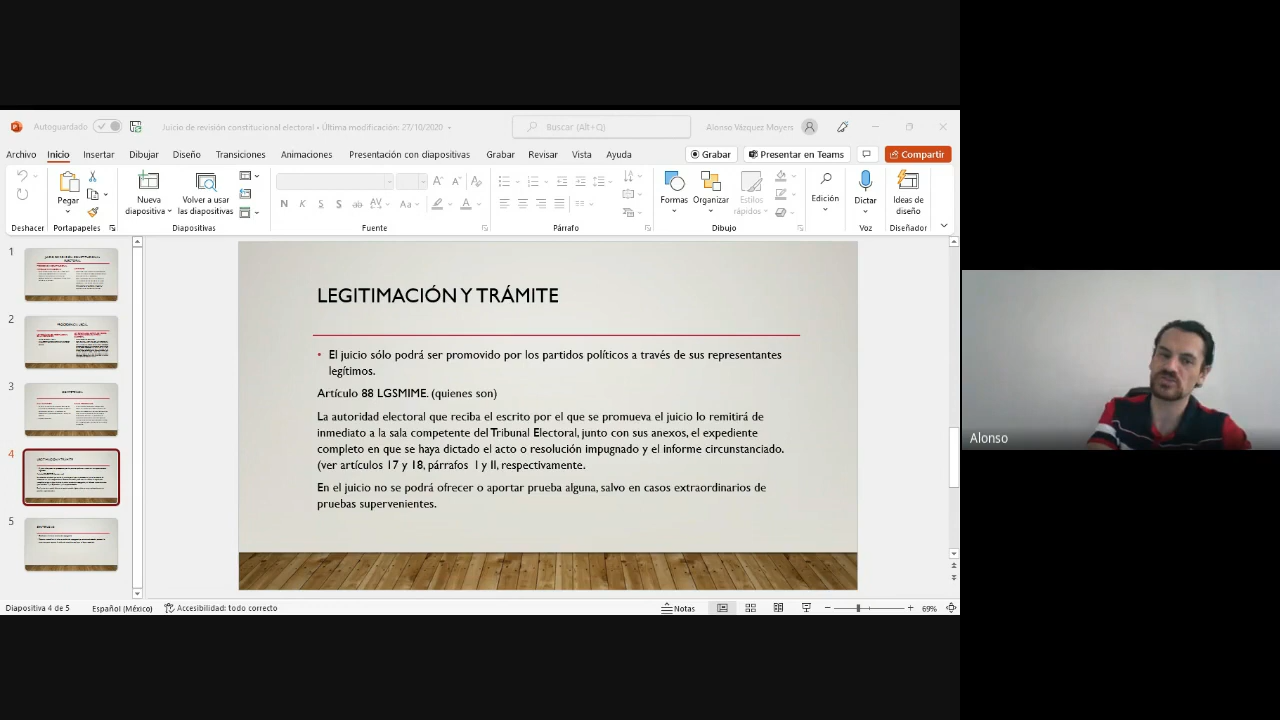 Autoguardado
Juicio de revisión constitucional electoral • Última modificación: 27/10/2020
Buscar (Alt+Q)
Alonso Vázquez Moyers
Archivo Inicio Insertar Dibujar Diseño Transiciones Animaciones Presentación con diapositivas Grabar Revisar Vista Ayuda
Grabar Presentar en Teams Compartir
Pegar
Nueva diapositiva
Volver a usar las diapositivas
N K S S ab AV Aa A
Formas Organizar Estilos rápidos
Edición
Dictar
Ideas de diseño
Deshacer Portapapeles Diapositivas Fuente Párrafo Dibujo Voz Diseñador
1
2
3
4
5
LEGITIMACIÓN Y TRÁMITE
• El juicio sólo podrá ser promovido por los partidos políticos a través de sus representantes
legítimos.
Artículo 88 LGSMIME. (quienes son)
La autoridad electoral que reciba el escrito por el que se promueva el juicio lo remitirá de
inmediato a la sala competente del Tribunal Electoral, junto con sus anexos, el expediente
completo en que se haya dictado el acto o resolución impugnado y el informe circunstanciado.
(ver artículos 17 y 18, párrafos I y II, respectivamente.
En el juicio no se podrá ofrecer o aportar prueba alguna, salvo en casos extraordinarios de
pruebas supervenientes.
Alonso
Diapositiva 4 de 5 Español (México) Accesibilidad: todo correcto Notas 69%